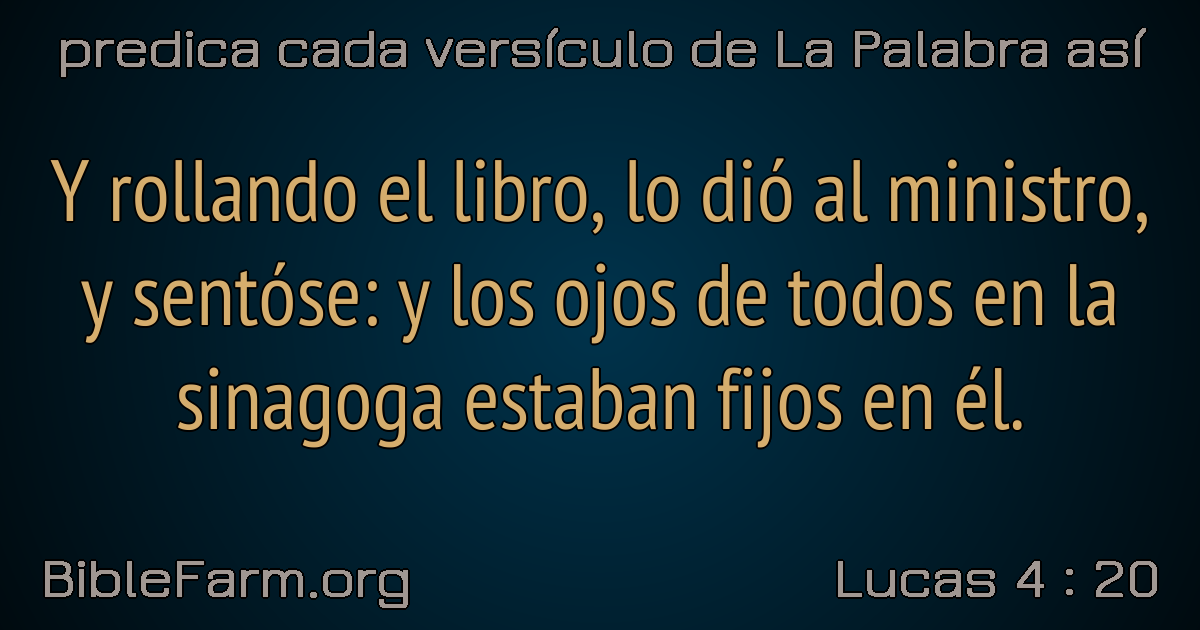 predica cada versículo de La Palabra así
Y rollando el libro, lo dió al ministro,
y sentóse: y los ojos de todos en la
sinagoga estaban fijos en él.
BibleFarm.org
Lucas 4 : 20